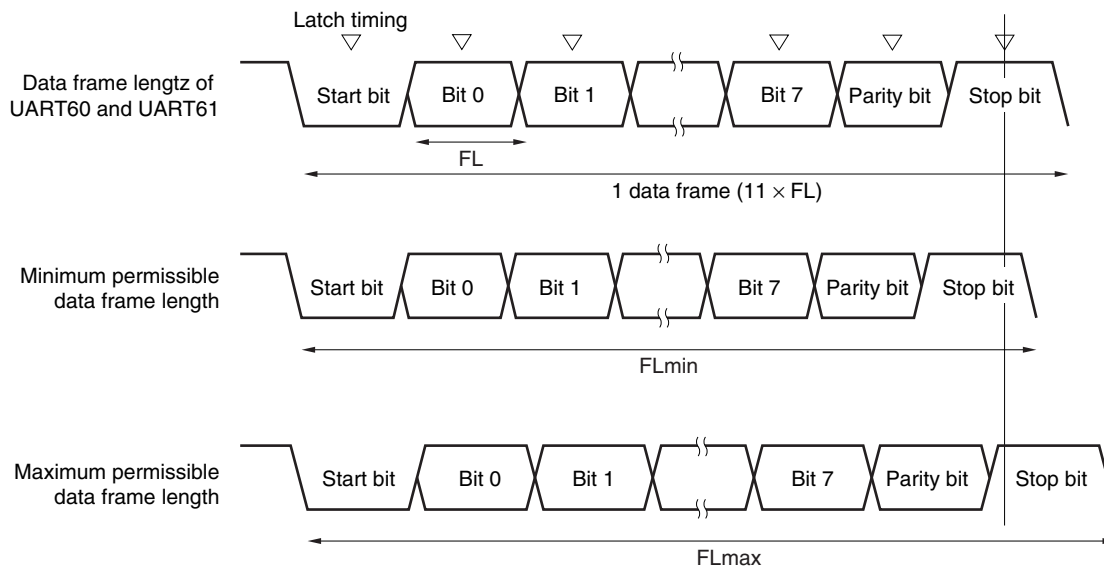 Latch timing
Data frame lengtz of
UART60 and UART61
Start bit
Bit 0
Bit 1
Bit 7
Parity bit
Stop bit
FL
1 data frame (11 × FL)
Minimum permissible
data frame length
Start bit
Bit 0
Bit 1
Bit 7
Parity bit
Stop bit
FLmin
Maximum permissible
data frame length
Start bit
Bit 0
Bit 1
Bit 7
Parity bit
Stop bit
FLmax